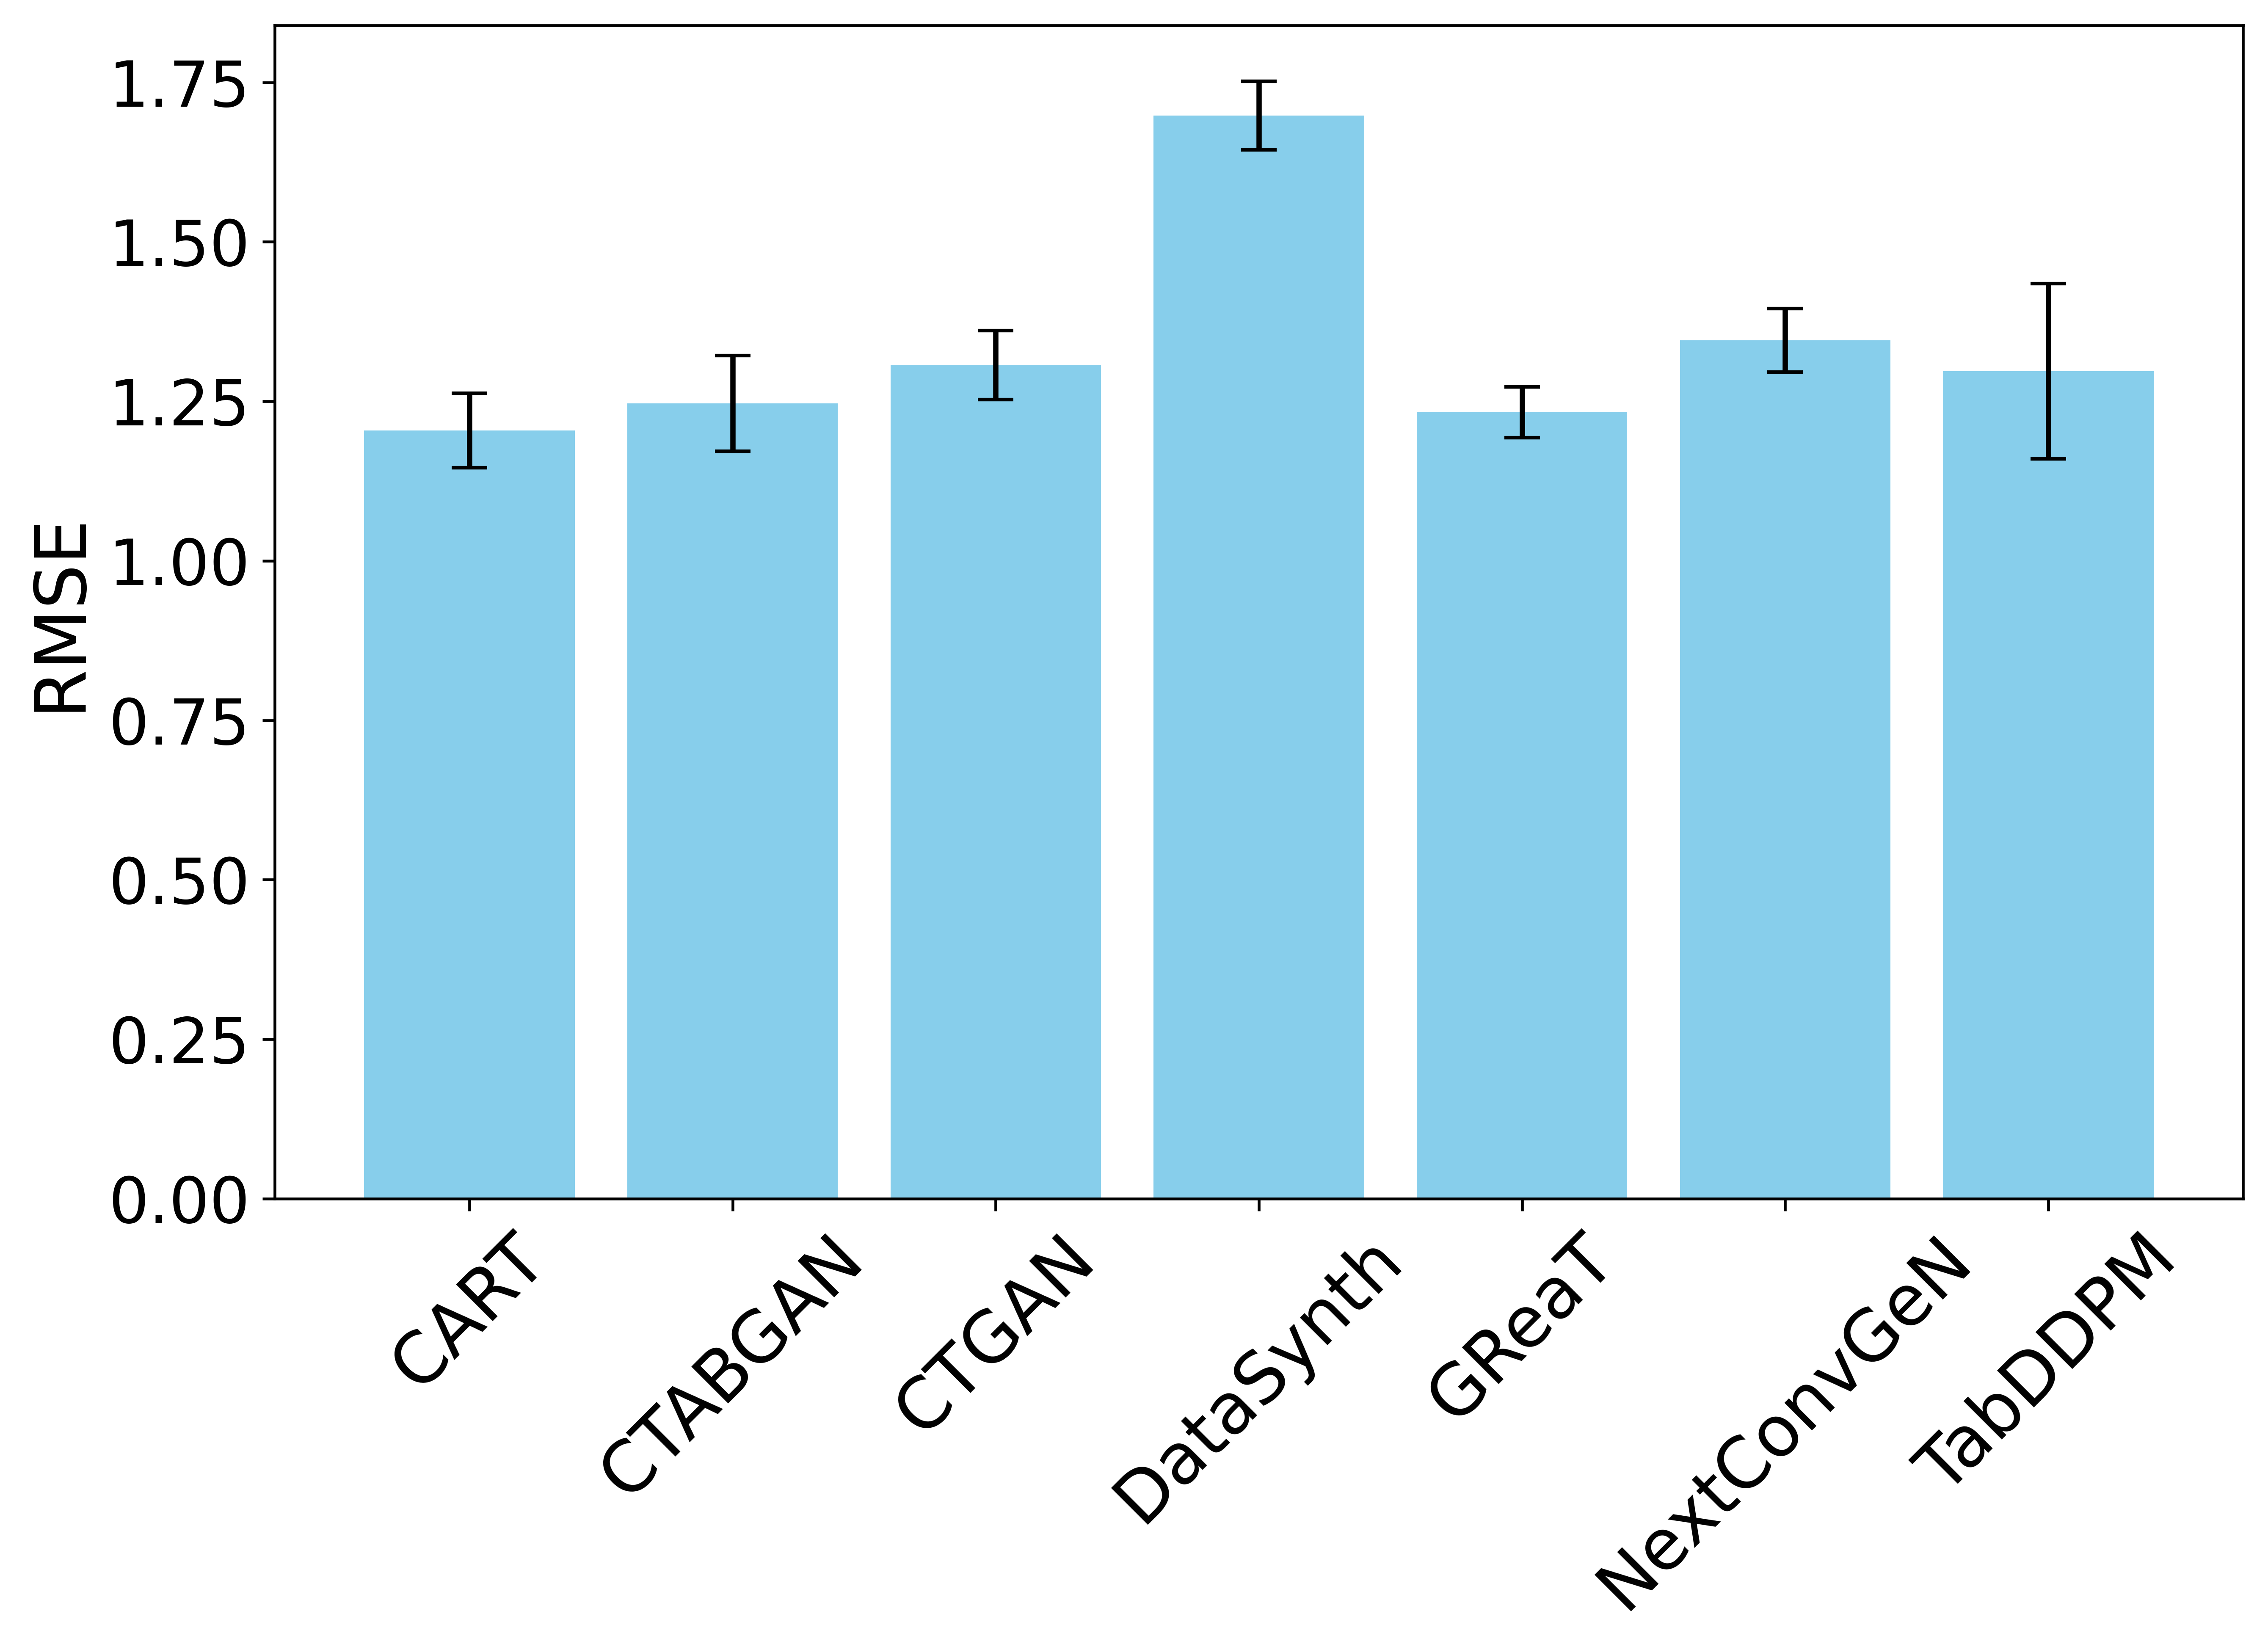 RMSE
1.75
1.50
1.25
1.00
0.75
0.50
0.25
0.00
CART
CTABGAN
CTGAN
DataSynth
GReaT
NextConvGeN
TabDDPM